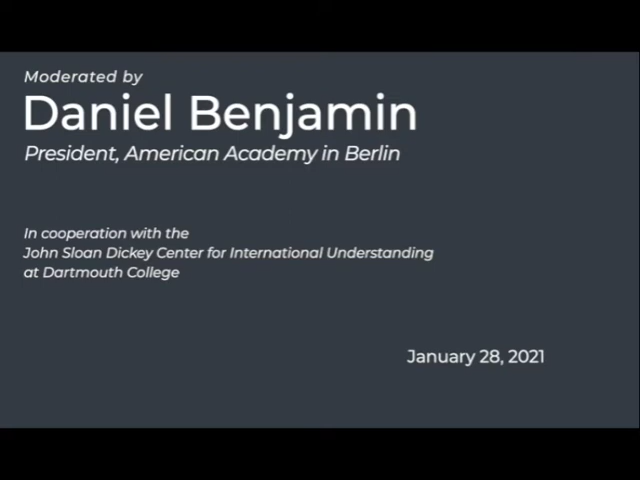 Moderated by
Daniel Benjamin
President, American Academy in Berlin
In cooperation with the
John Sloan Dickey Center for International Understanding
at Dartmouth College
January 28, 2021